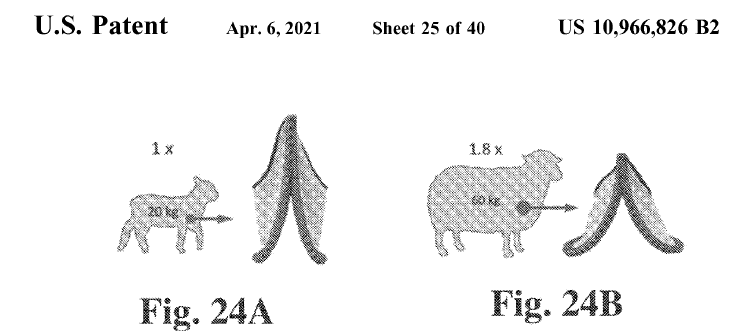 U.S. Patent Apr. 6, 2021 Sheet 25 of 40 US 10,966,826 B2
1 x 1.8 x
20 kg 60 kg
Fig. 24A Fig. 24B